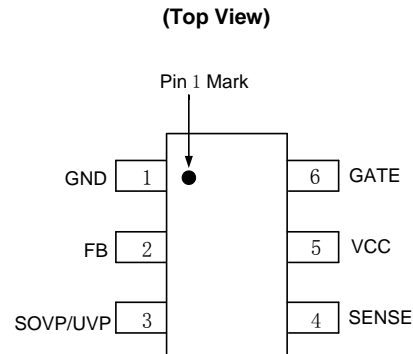 (Top View)
Pin 1 Mark
GND 1 6 GATE
FB 2 5 VCC
SOVP/UVP 3 4 SENSE